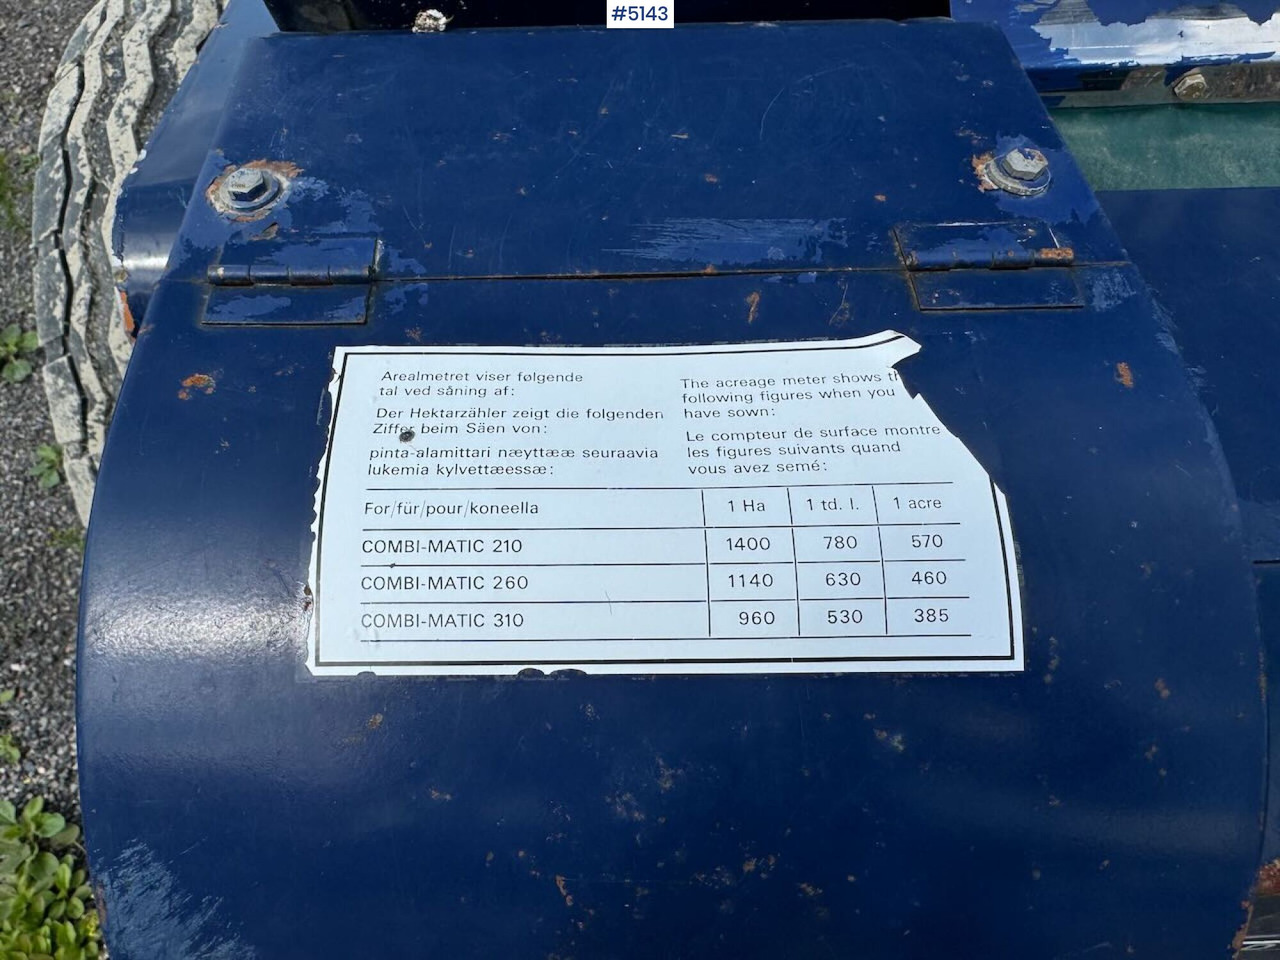 #5143
Arealmetret viser følgende
tal ved såning af:
Der Hektarzähler zeigt die folgenden
Ziffer beim Säen von:
pinta-alamittari næyttææ seuraavia
lukemia kylvettæessæ:
The acreage meter shows
following figures when you
have sown:
Le compteur de surface montre
les figures suivants quand
vous avez semé:
For/für/pour/koneella 1 Ha 1 td. l. 1 acre
COMBI-MATIC 210 1400 780 570
COMBI-MATIC 260 1140 630 460
COMBI-MATIC 310 960 530 385